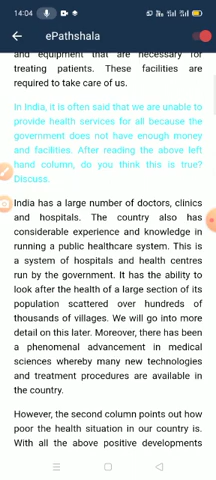 14:04
ePathshala
and equipment that are necessary for
treating patients. These facilities are
required to take care of us.
In India, it is often said that we are unable to
provide health services for all because the
government does not have enough money
and facilities. After reading the above left
hand column, do you think this is true?
Discuss.
India has a large number of doctors, clinics
and hospitals. The country also has
considerable experience and knowledge in
running a public healthcare system. This is
a system of hospitals and health centres
run by the government. It has the ability to
look after the health of a large section of its
population scattered over hundreds of
thousands of villages. We will go into more
detail on this later. Moreover, there has been
a phenomenal advancement in medical
sciences whereby many new technologies
and treatment procedures are available in
the country.
However, the second column points out how
poor the health situation in our country is.
With all the above positive developments